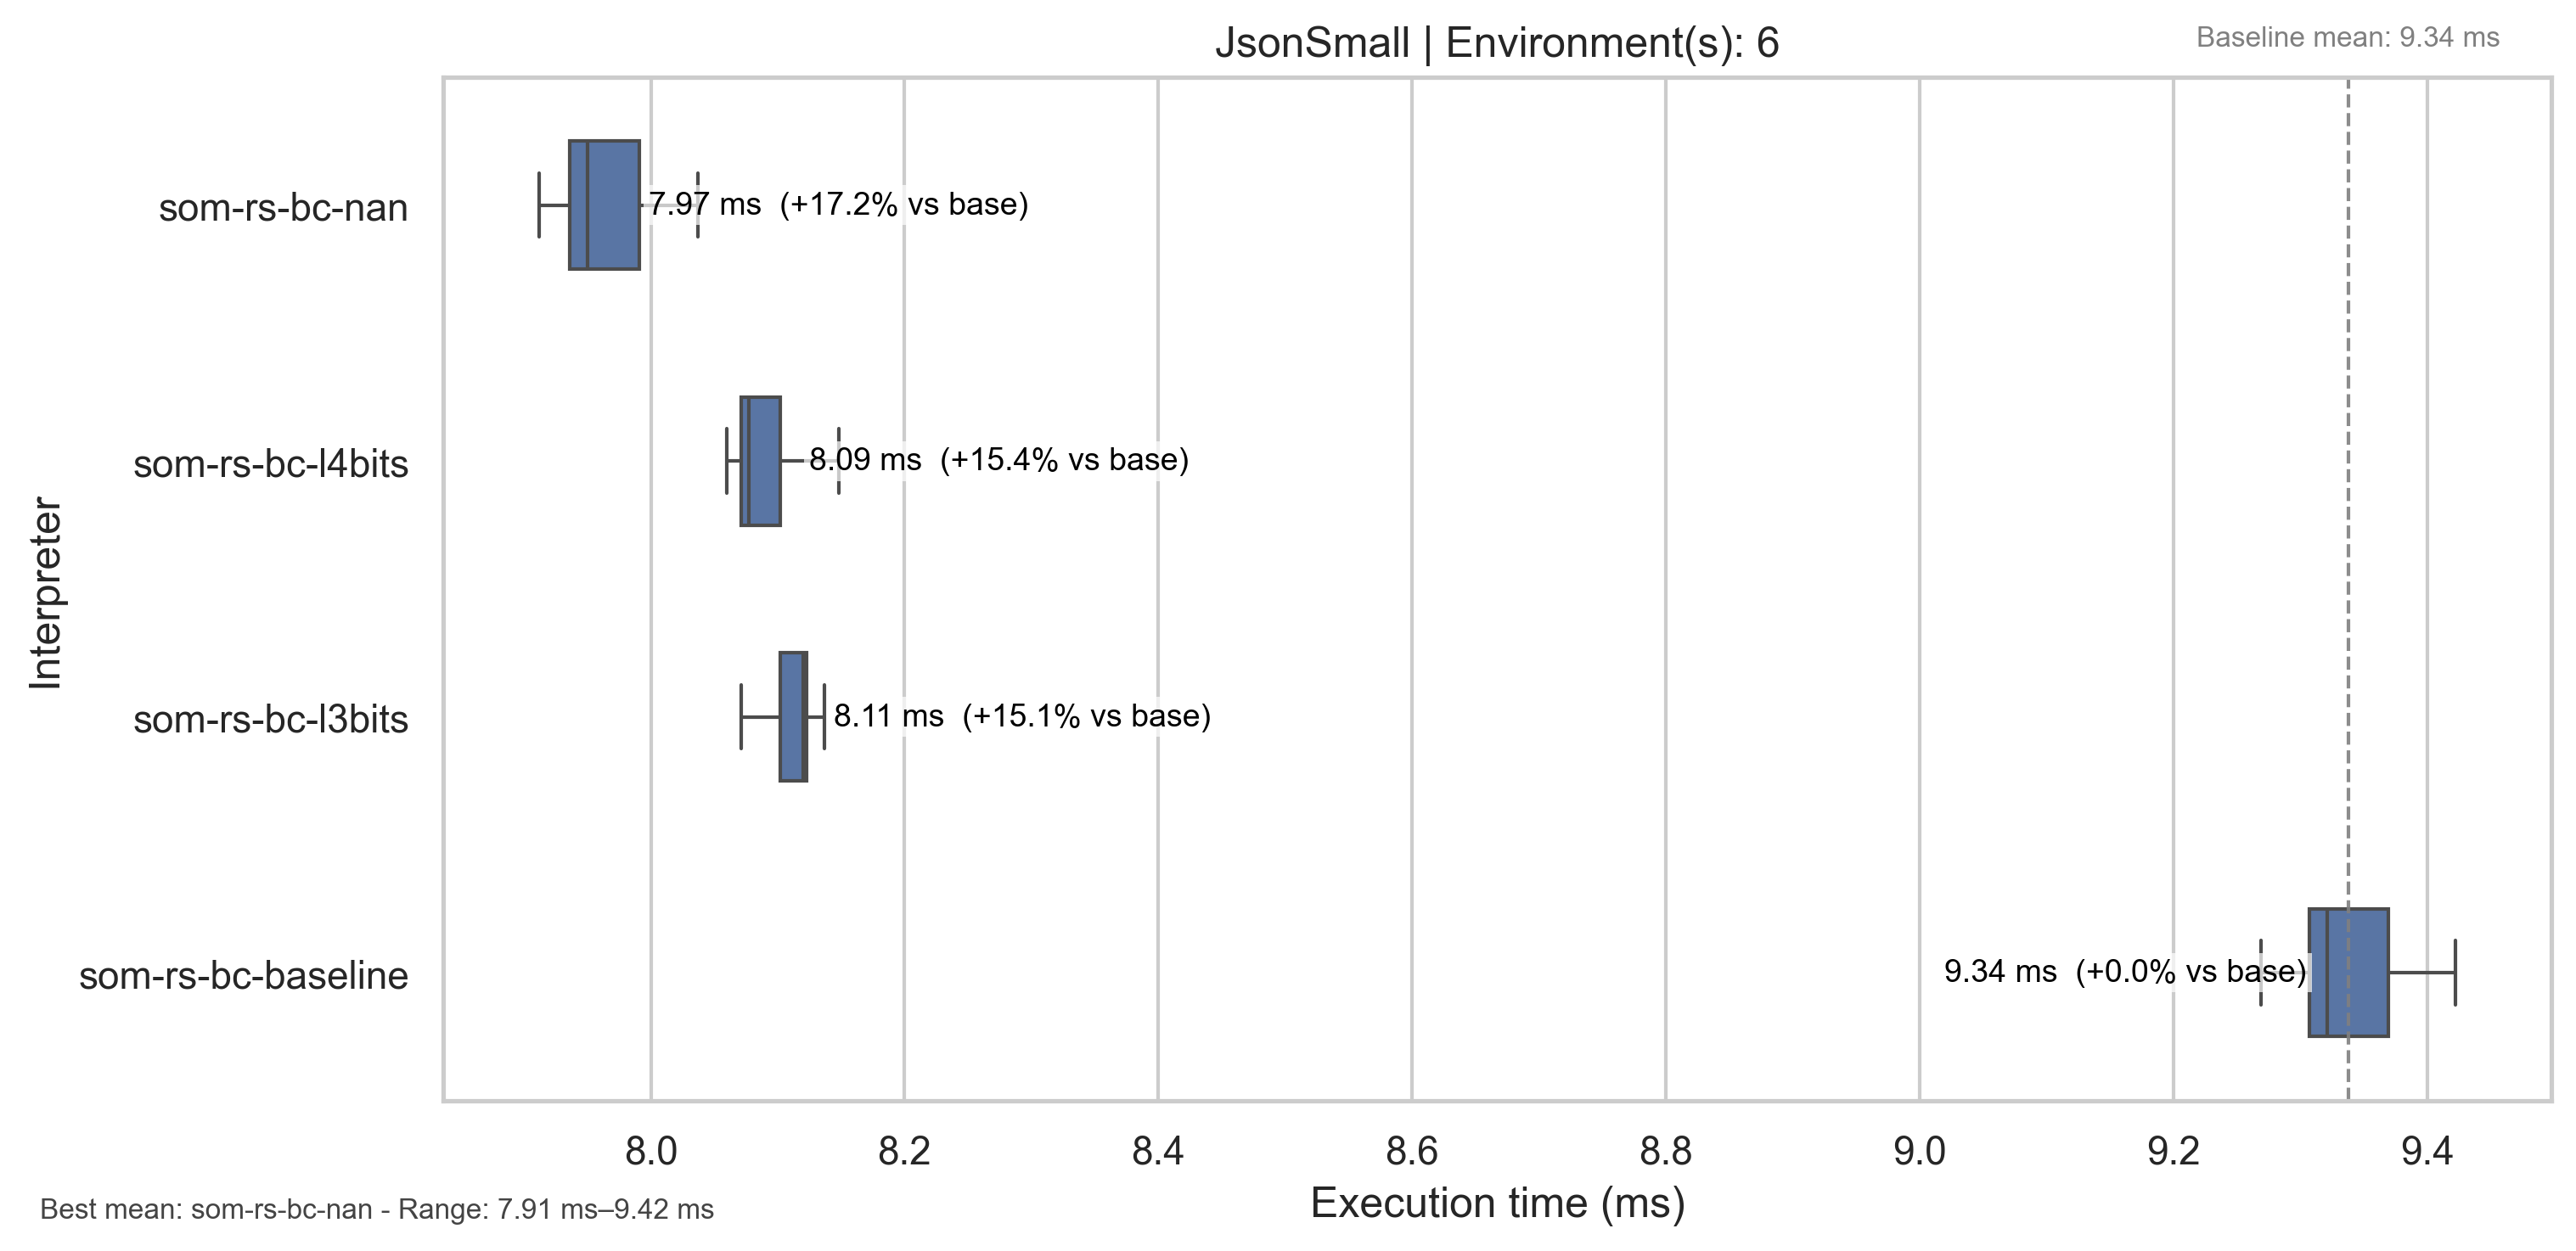 JsonSmall | Environment(s): 6
Baseline mean: 9.34 ms
Interpreter
som-rs-bc-nan
7.97 ms (+17.2% vs base)
som-rs-bc-l4bits
8.09 ms (+15.4% vs base)
som-rs-bc-l3bits
8.11 ms (+15.1% vs base)
som-rs-bc-baseline
9.34 ms (+0.0% vs base)
8.0 8.2 8.4 8.6 8.8 9.0 9.2 9.4
Execution time (ms)
Best mean: som-rs-bc-nan - Range: 7.91 ms–9.42 ms